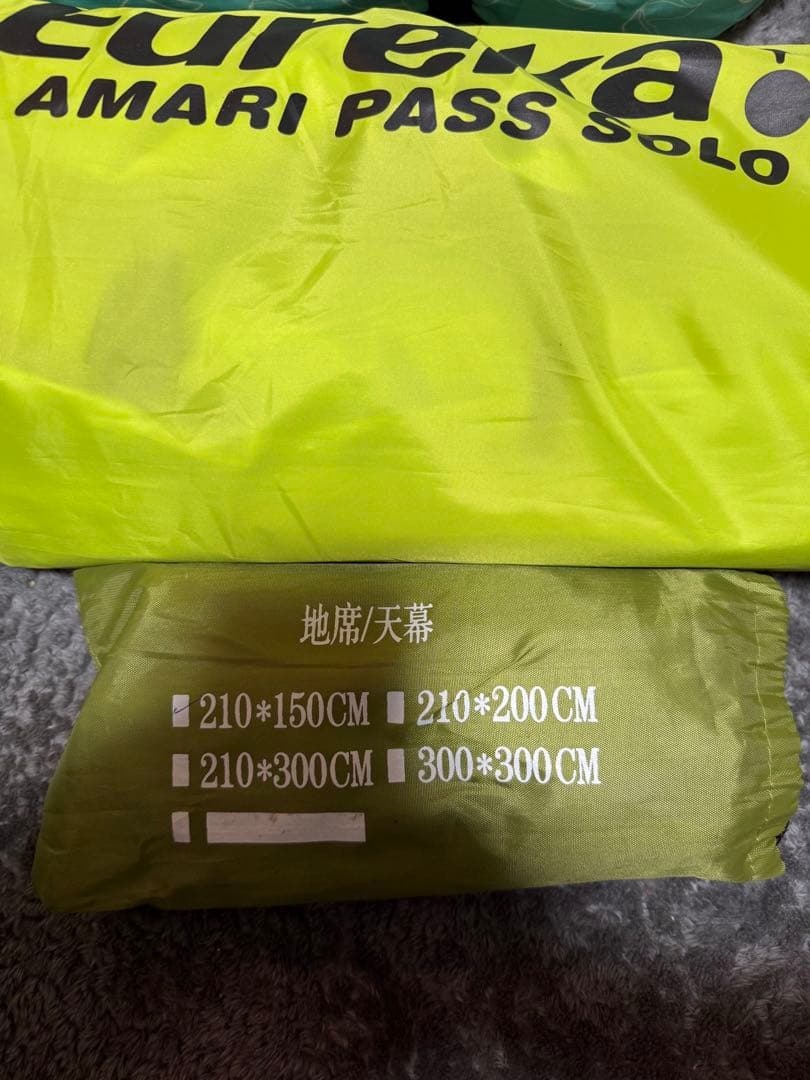 eureka!
AMARI PASS SOLO
地席/天幕
210*150CM 210*200CM
210*300CM 300*300CM